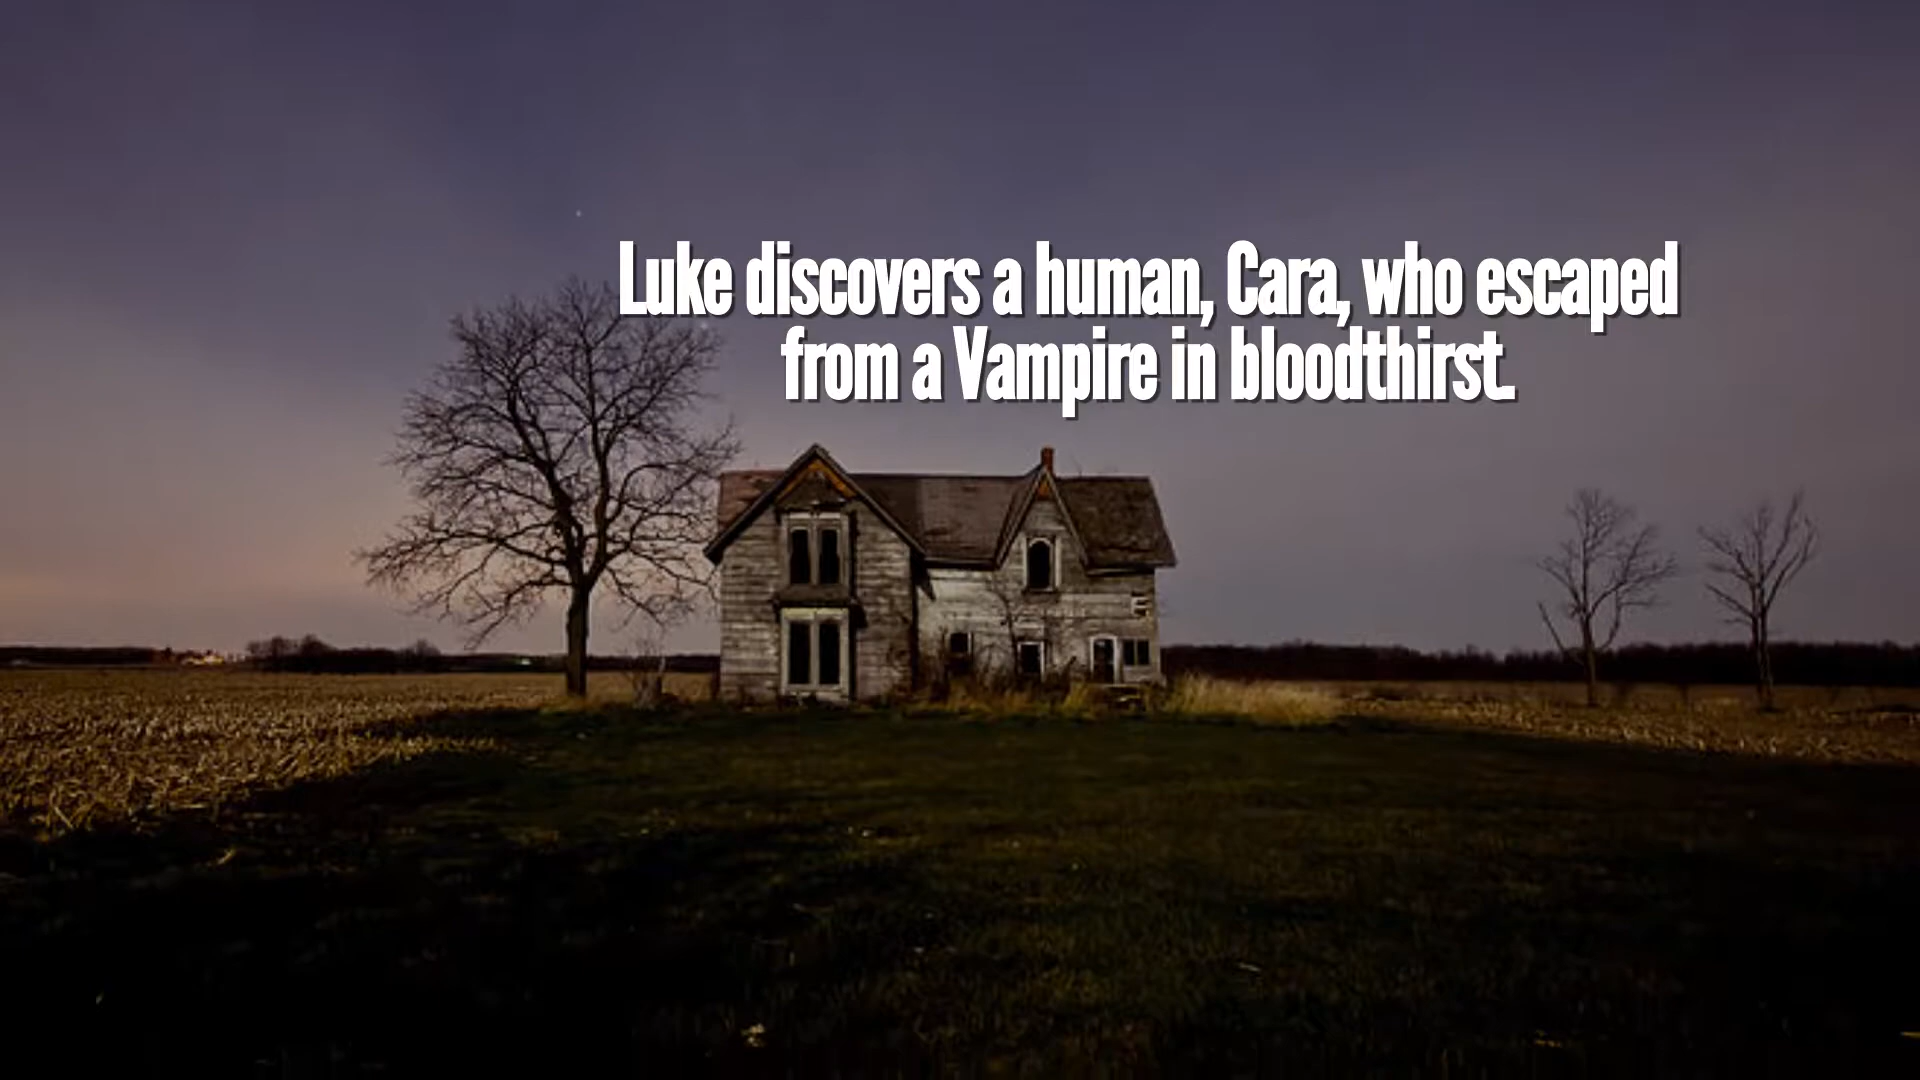 Luke discovers a human, Cara, who escaped
from a Vampire in bloodthirst.